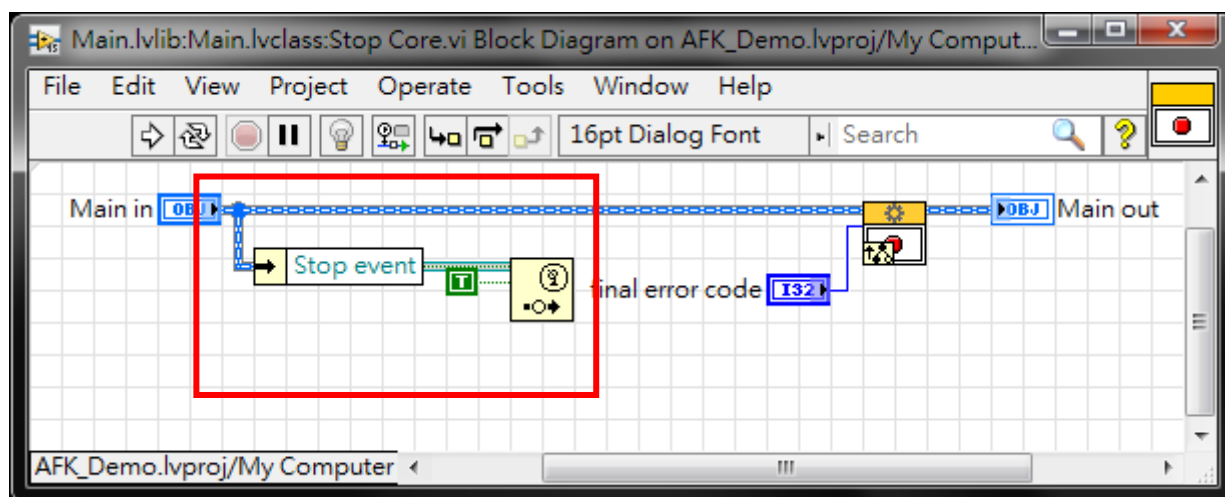 Main.lvlib:Main.lvclass:Stop Core.vi Block Diagram on AFK_Demo.lvproj/My Comput...
File Edit View Project Operate Tools Window Help
16pt Dialog Font Search
Main in OBJ OBJ Main out
Stop event
T
final error code I32
AFK_Demo.lvproj/My Computer